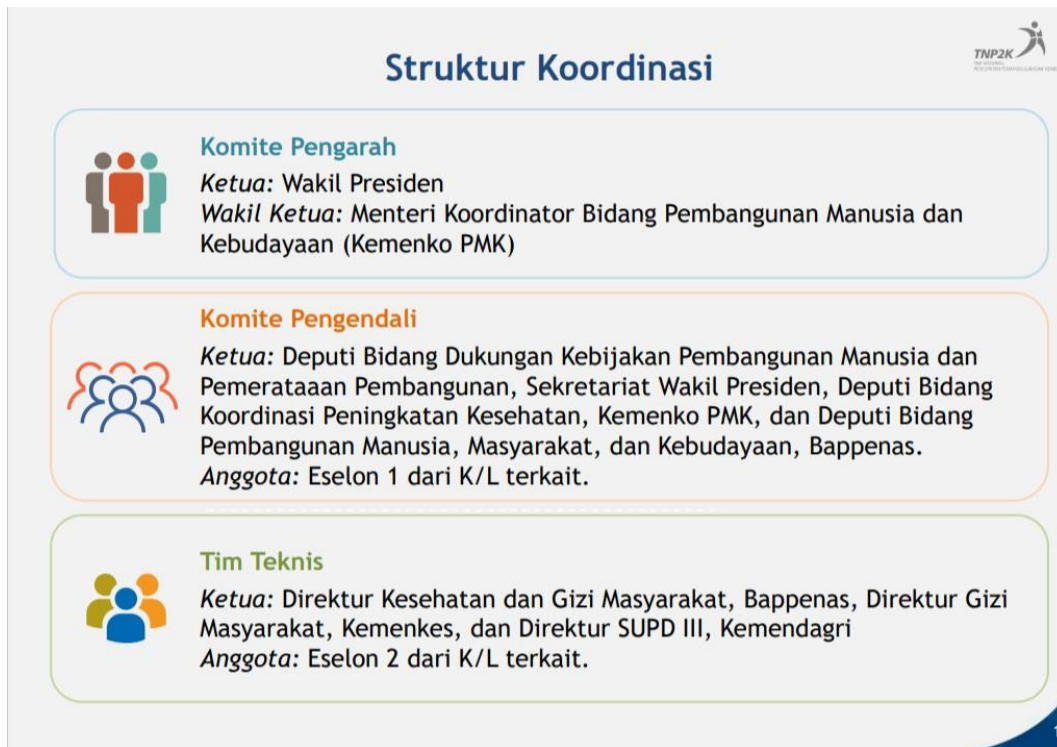 Struktur Koordinasi
TNP2K
Komite Pengarah
Ketua: Wakil Presiden
Wakil Ketua: Menteri Koordinator Bidang Pembangunan Manusia dan
Kebudayaan (Kemenko PMK)
Komite Pengendali
Ketua: Deputi Bidang Dukungan Kebijakan Pembangunan Manusia dan
Pemerataaan Pembangunan, Sekretariat Wakil Presiden, Deputi Bidang
Koordinasi Peningkatan Kesehatan, Kemenko PMK, dan Deputi Bidang
Pembangunan Manusia, Masyarakat, dan Kebudayaan, Bappenas.
Anggota: Eselon 1 dari K/L terkait.
Tim Teknis
Ketua: Direktur Kesehatan dan Gizi Masyarakat, Bappenas, Direktur Gizi
Masyarakat, Kemenkes, dan Direktur SUPD III, Kemendagri
Anggota: Eselon 2 dari K/L terkait.